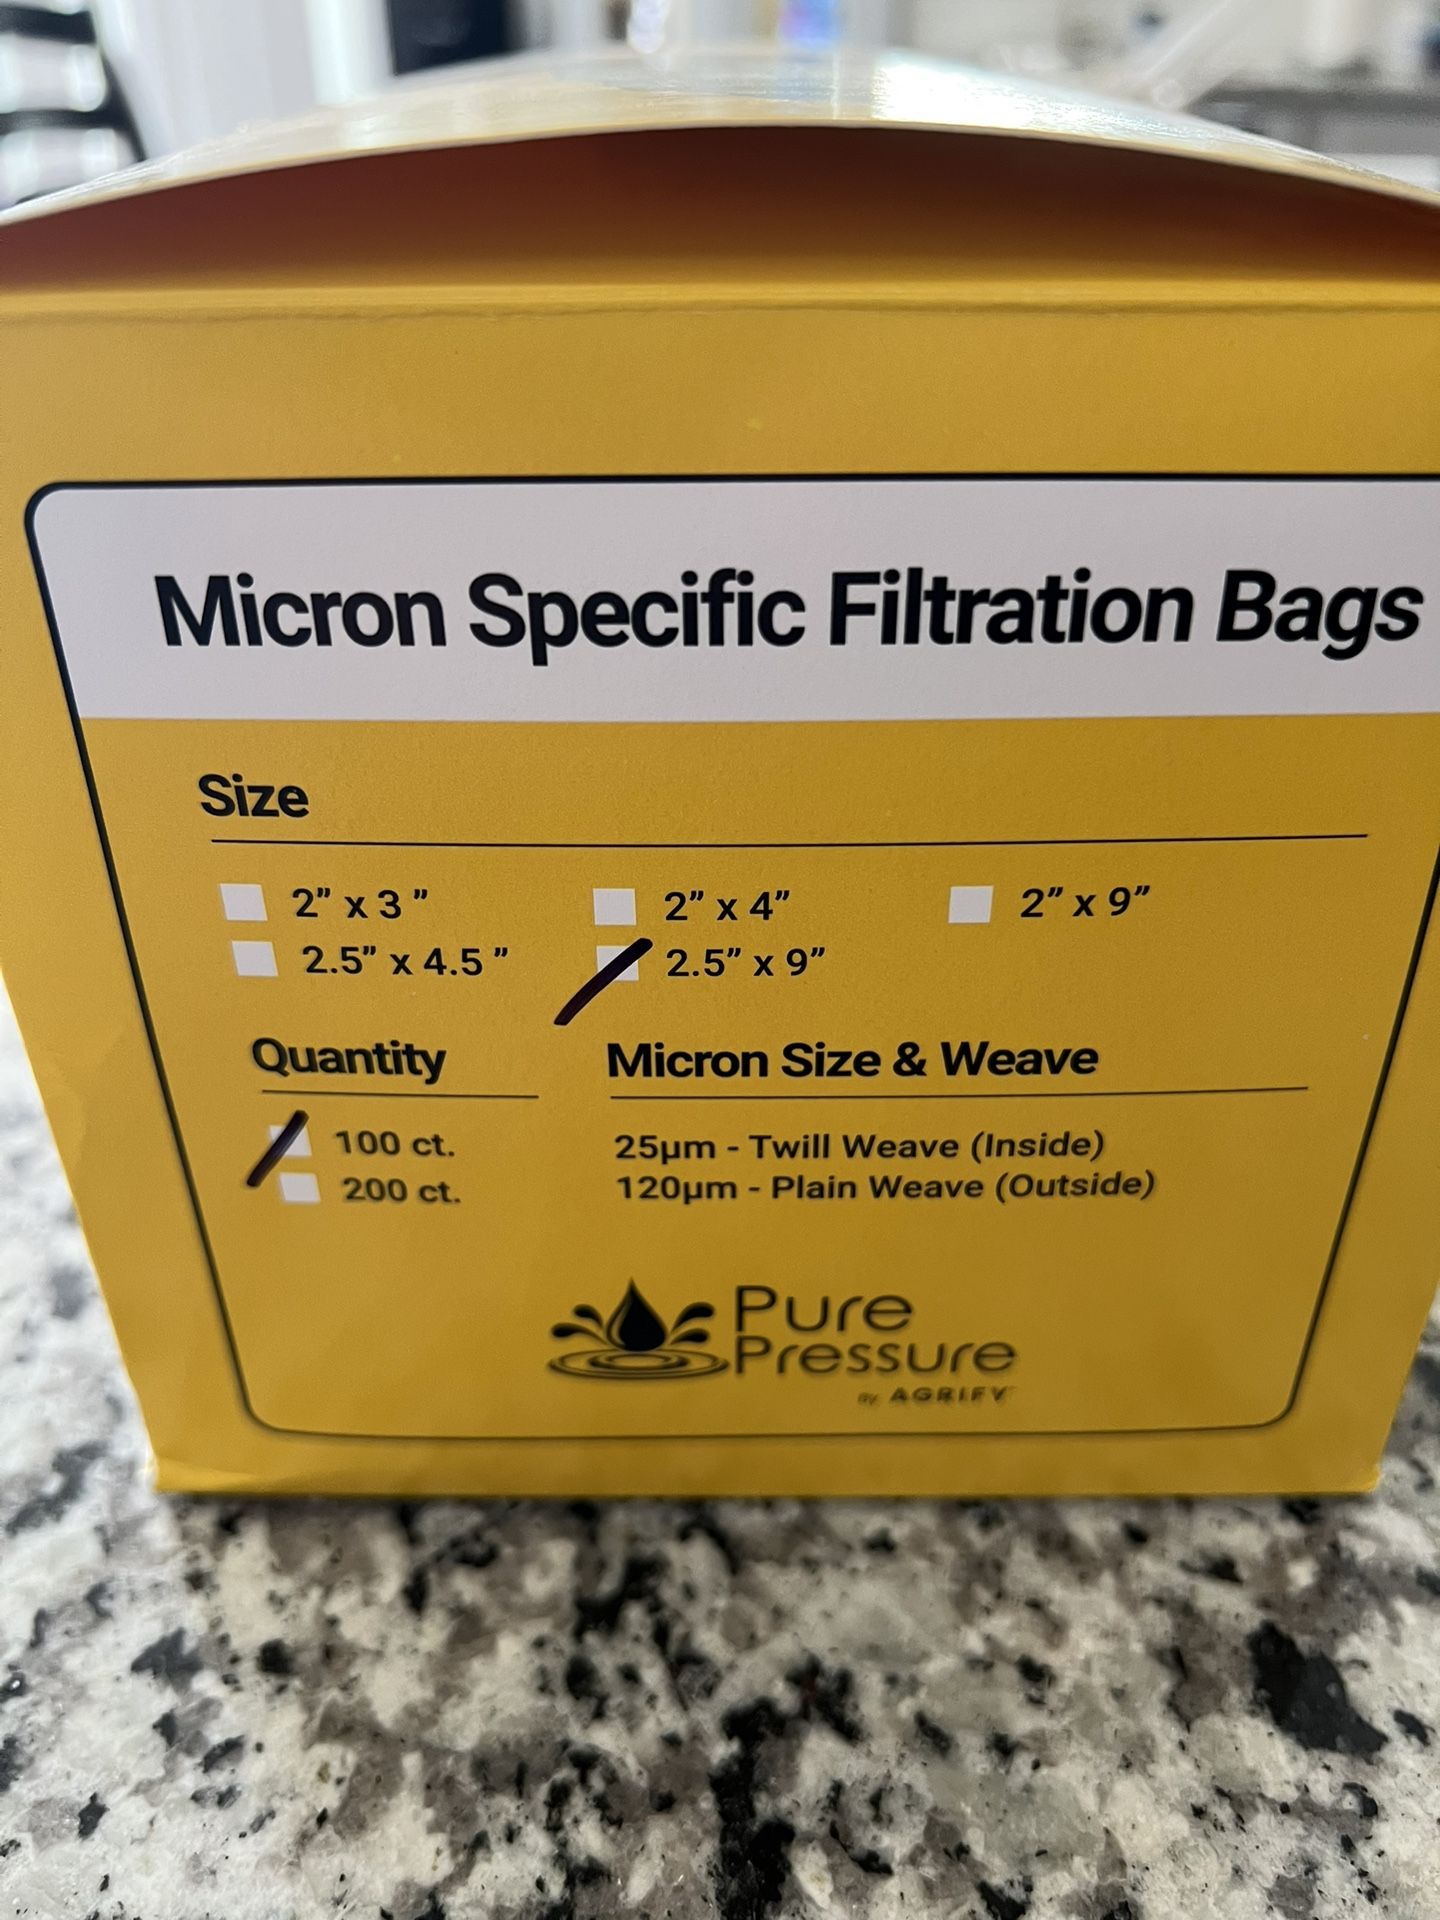 Micron Specific Filtration Bags
Size
2” x 3 ”
2” x 4”
2” x 9”
2.5” x 4.5 ”
2.5” x 9”
Quantity
100 ct.
200 ct.
Micron Size & Weave
25µm - Twill Weave (Inside)
120µm - Plain Weave (Outside)
Pure
Pressure
By AGRIFY